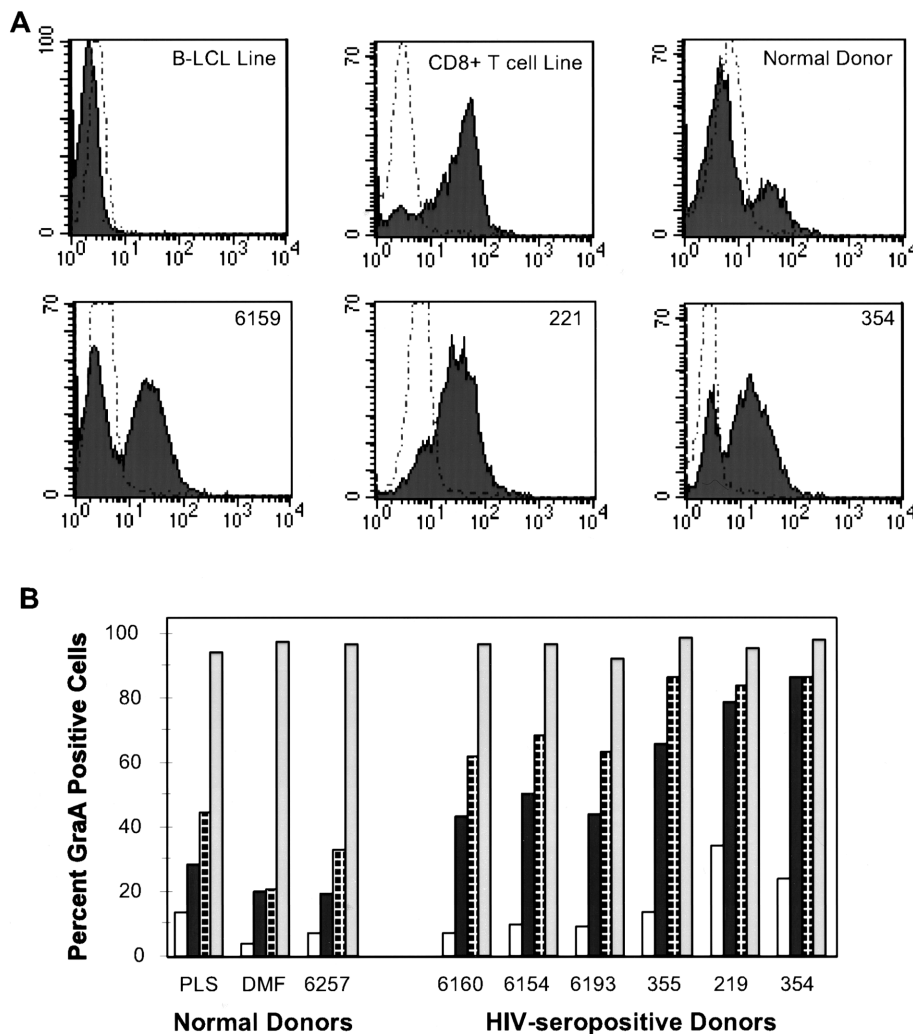 A
B-LCL Line
100
0
10^0 10^1 10^2 10^3 10^4
CD8+ T cell Line
70
0
10^0 10^1 10^2 10^3 10^4
Normal Donor
70
0
10^0 10^1 10^2 10^3 10^4
6159
70
0
10^0 10^1 10^2 10^3 10^4
221
70
0
10^0 10^1 10^2 10^3 10^4
354
70
0
10^0 10^1 10^2 10^3 10^4
B
Percent GraA Positive Cells
100
80
60
40
20
0
PLS DMF 6257 6160 6154 6193 355 219 354
Normal Donors HIV-seropositive Donors